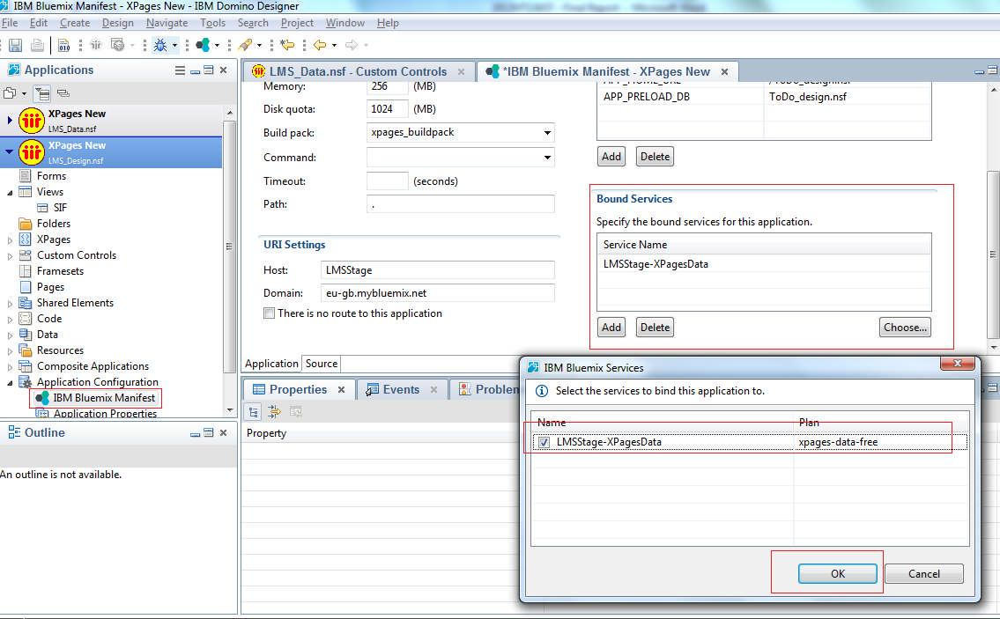 IBM Bluemix Manifest - XPages New - IBM Domino Designer
File Edit Create Design Navigate Tools Search Project Window Help
Applications
XPages New
LMS_Data.nsf
XPages New
LMS_Design.nsf
Forms
Views
SIF
Folders
XPages
Custom Controls
Framesets
Pages
Shared Elements
Code
Data
Resources
Composite Applications
Application Configuration
IBM Bluemix Manifest
Application Properties
Outline
An outline is not available.
LMS_Data.nsf - Custom Controls
*IBM Bluemix Manifest - XPages New
Memory: 256 (MB)
Disk quota: 1024 (MB)
Build pack: xpages_buildpack
Command:
Timeout: (seconds)
Path: .
URI Settings
Host: LMSStage
Domain: eu-gb.mybluemix.net
There is no route to this application
APP_HOME_URL /ToDo_design.nsf
APP_PRELOAD_DB ToDo_design.nsf
Add Delete
Bound Services
Specify the bound services for this application.
Service Name
LMSStage-XPagesData
Add Delete Choose...
Application Source
Properties Events Problem
Property
IBM Bluemix Services
Select the services to bind this application to.
Name Plan
LMSStage-XPagesData xpages-data-free
OK Cancel